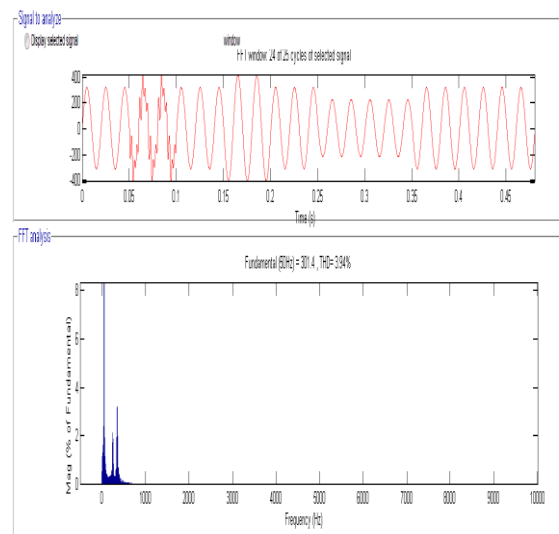 Signal to analyze
Display selected signal window
FFT window: 24 of 25 cycles of selected signal
400
200
0
-200
-400
0 0.05 0.1 0.15 0.2 0.25 0.3 0.35 0.4 0.45
Time (s)
FFT analysis
Fundamental (50Hz) = 301.4 , THD= 3.94%
8
6
4
2
0
Mag (% of Fundamental)
0 1000 2000 3000 4000 5000 6000 7000 8000 9000 10000
Frequency (Hz)